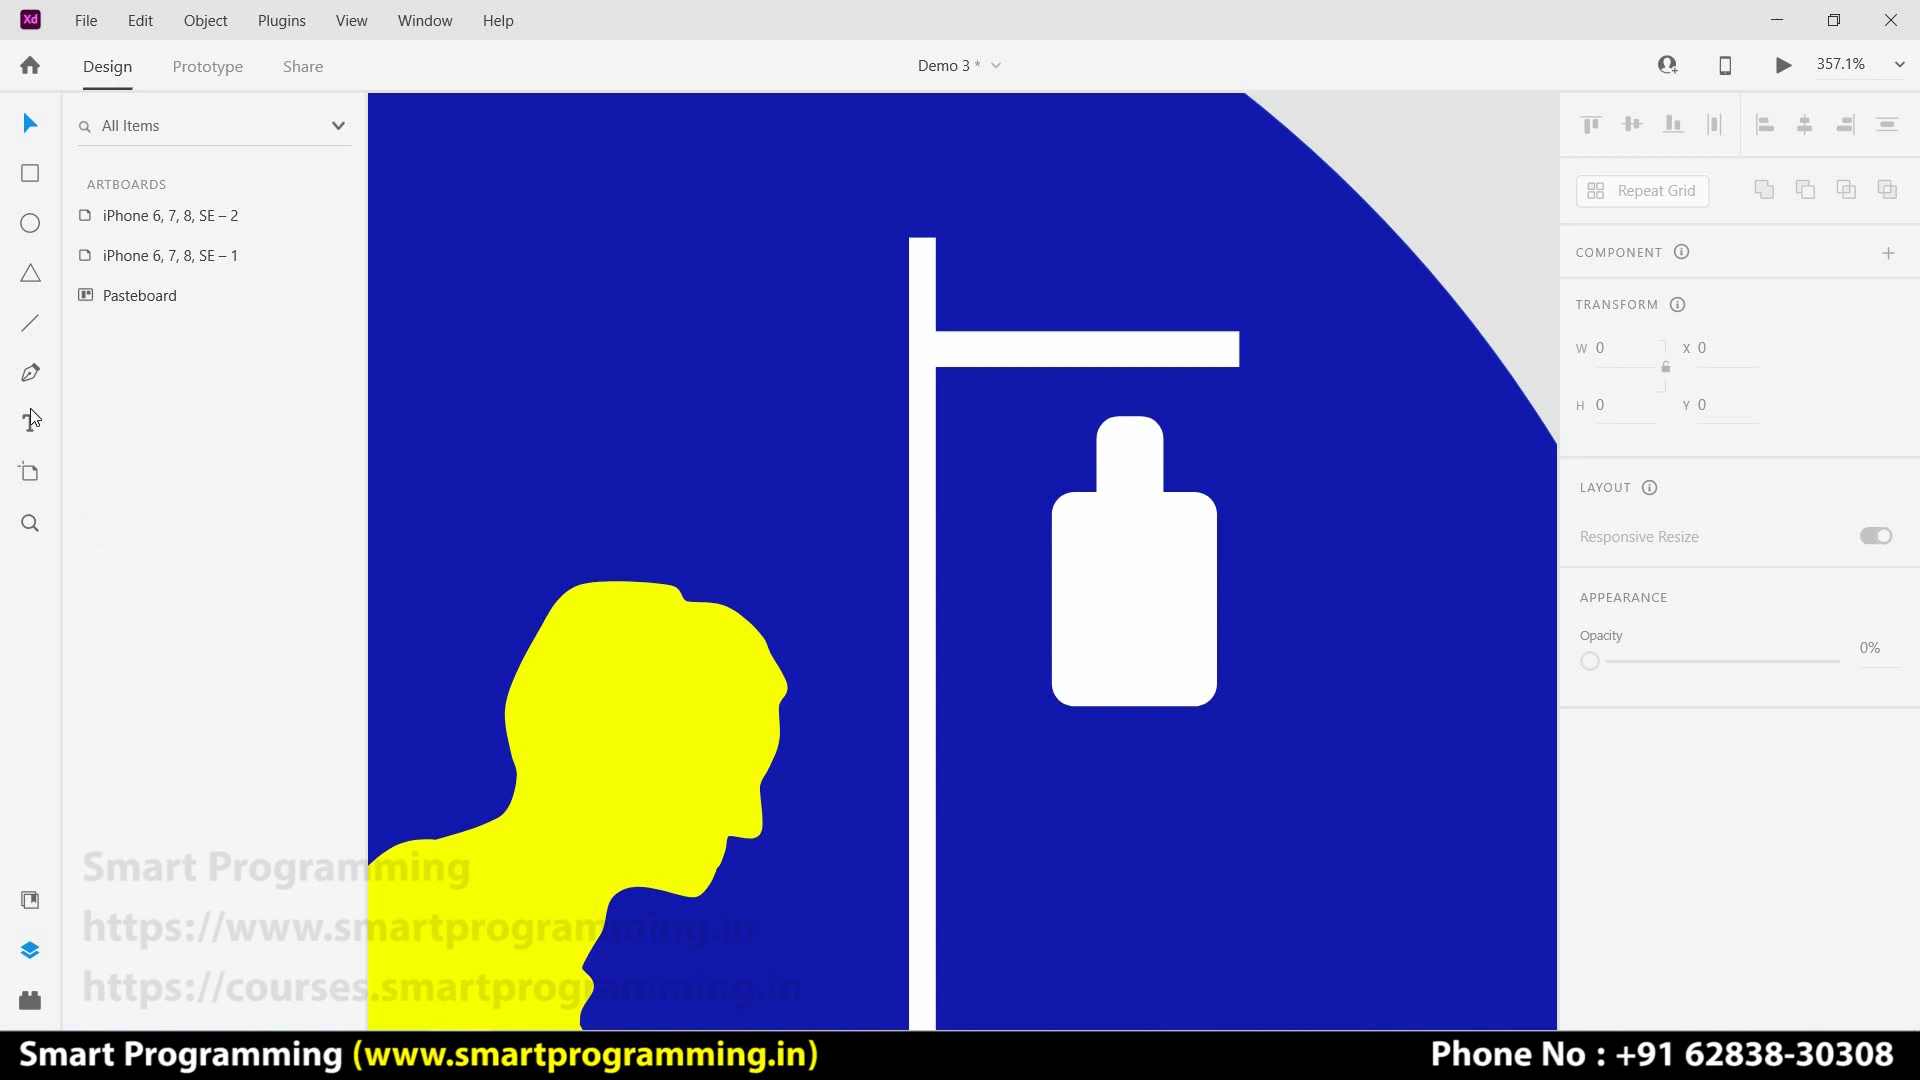 Xd File Edit Object Plugins View Window Help
Design Prototype Share Demo 3 * 357.1%
All Items
ARTBOARDS
iPhone 6, 7, 8, SE – 2
iPhone 6, 7, 8, SE – 1
Pasteboard
Repeat Grid
COMPONENT
TRANSFORM
W 0 X 0
H 0 Y 0
LAYOUT
Responsive Resize
APPEARANCE
Opacity
0%
Smart Programming
https://www.smartprogramming.in
https://courses.smartprogramming.in
Smart Programming (www.smartprogramming.in) Phone No : +91 62838-30308